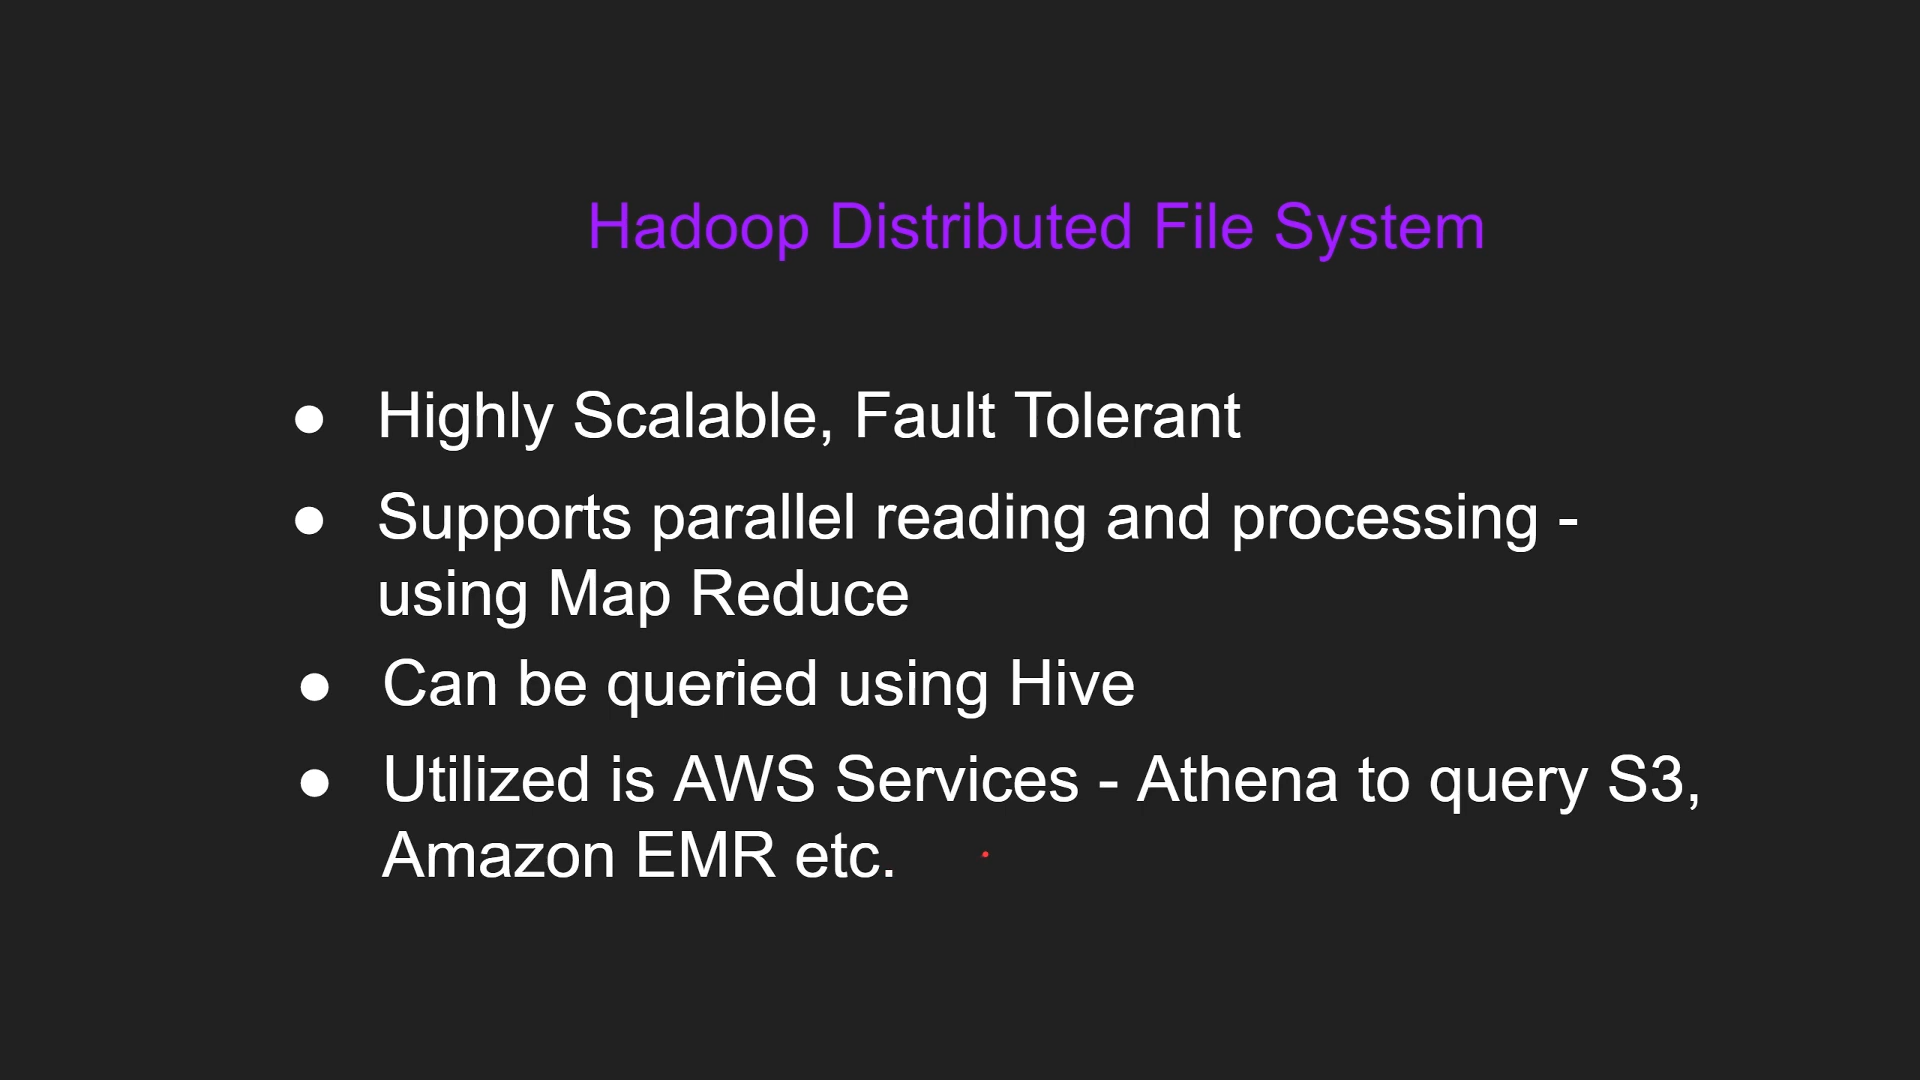 Hadoop Distributed File System
● Highly Scalable, Fault Tolerant
● Supports parallel reading and processing -
using Map Reduce
● Can be queried using Hive
● Utilized is AWS Services - Athena to query S3,
Amazon EMR etc.